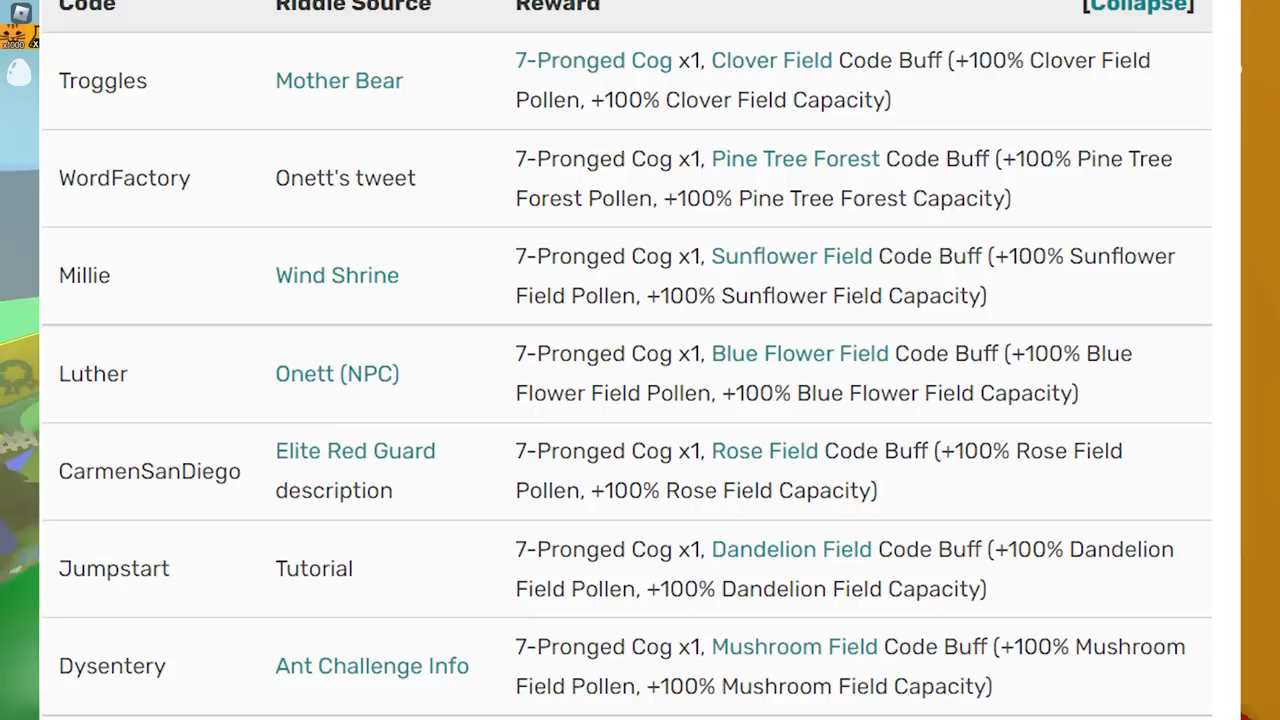 Code Riddle Source Reward [Collapse]
Troggles Mother Bear 7-Pronged Cog x1, Clover Field Code Buff (+100% Clover Field
Pollen, +100% Clover Field Capacity)
WordFactory Onett's tweet 7-Pronged Cog x1, Pine Tree Forest Code Buff (+100% Pine Tree
Forest Pollen, +100% Pine Tree Forest Capacity)
Millie Wind Shrine 7-Pronged Cog x1, Sunflower Field Code Buff (+100% Sunflower
Field Pollen, +100% Sunflower Field Capacity)
Luther Onett (NPC) 7-Pronged Cog x1, Blue Flower Field Code Buff (+100% Blue
Flower Field Pollen, +100% Blue Flower Field Capacity)
CarmenSanDiego Elite Red Guard 7-Pronged Cog x1, Rose Field Code Buff (+100% Rose Field
description Pollen, +100% Rose Field Capacity)
Jumpstart Tutorial 7-Pronged Cog x1, Dandelion Field Code Buff (+100% Dandelion
Field Pollen, +100% Dandelion Field Capacity)
Dysentery Ant Challenge Info 7-Pronged Cog x1, Mushroom Field Code Buff (+100% Mushroom
Field Pollen, +100% Mushroom Field Capacity)
x1000